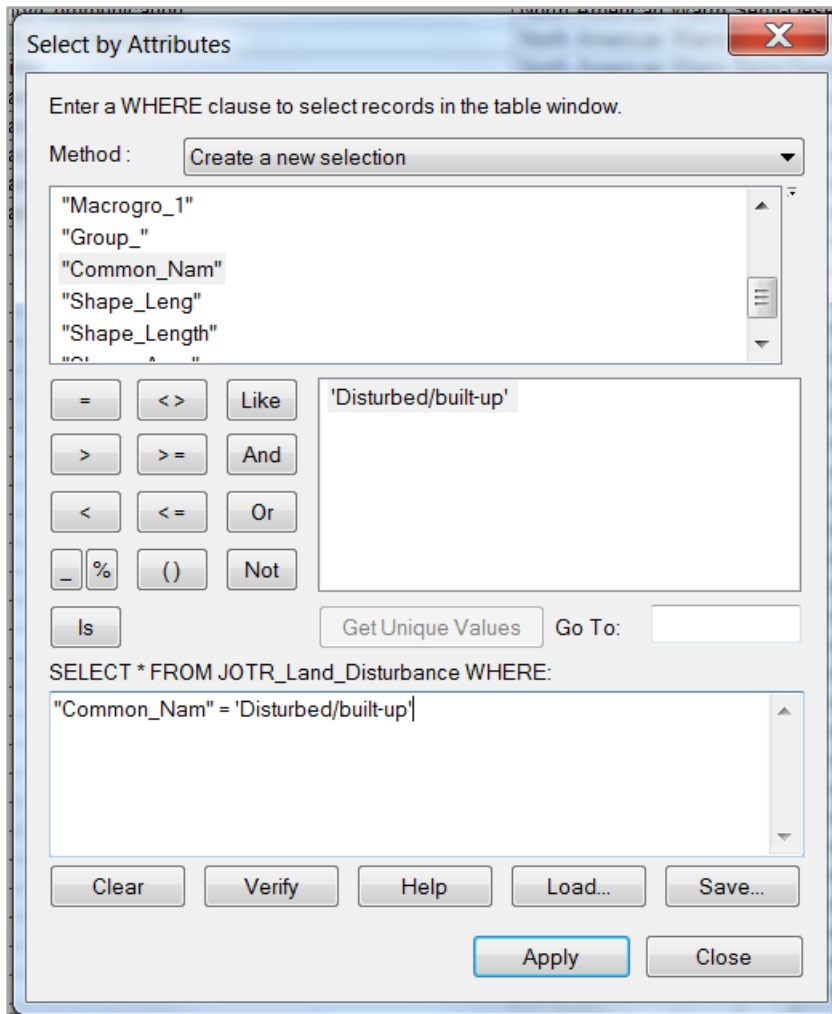 Select by Attributes
Enter a WHERE clause to select records in the table window.
Method :
Create a new selection
"Macrogro_1"
"Group_"
"Common_Nam"
"Shape_Leng"
"Shape_Length"
= < > Like
'Disturbed/built-up'
> > = And
< < = Or
_ % ( ) Not
Is
Get Unique Values
Go To:
SELECT * FROM JOTR_Land_Disturbance WHERE:
"Common_Nam" = 'Disturbed/built-up'
Clear Verify Help Load... Save...
Apply Close